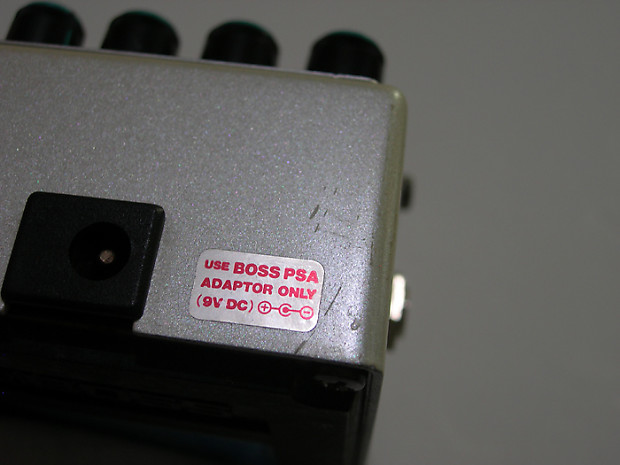 USE BOSS PSA
ADAPTOR ONLY
(9V DC) +-C--